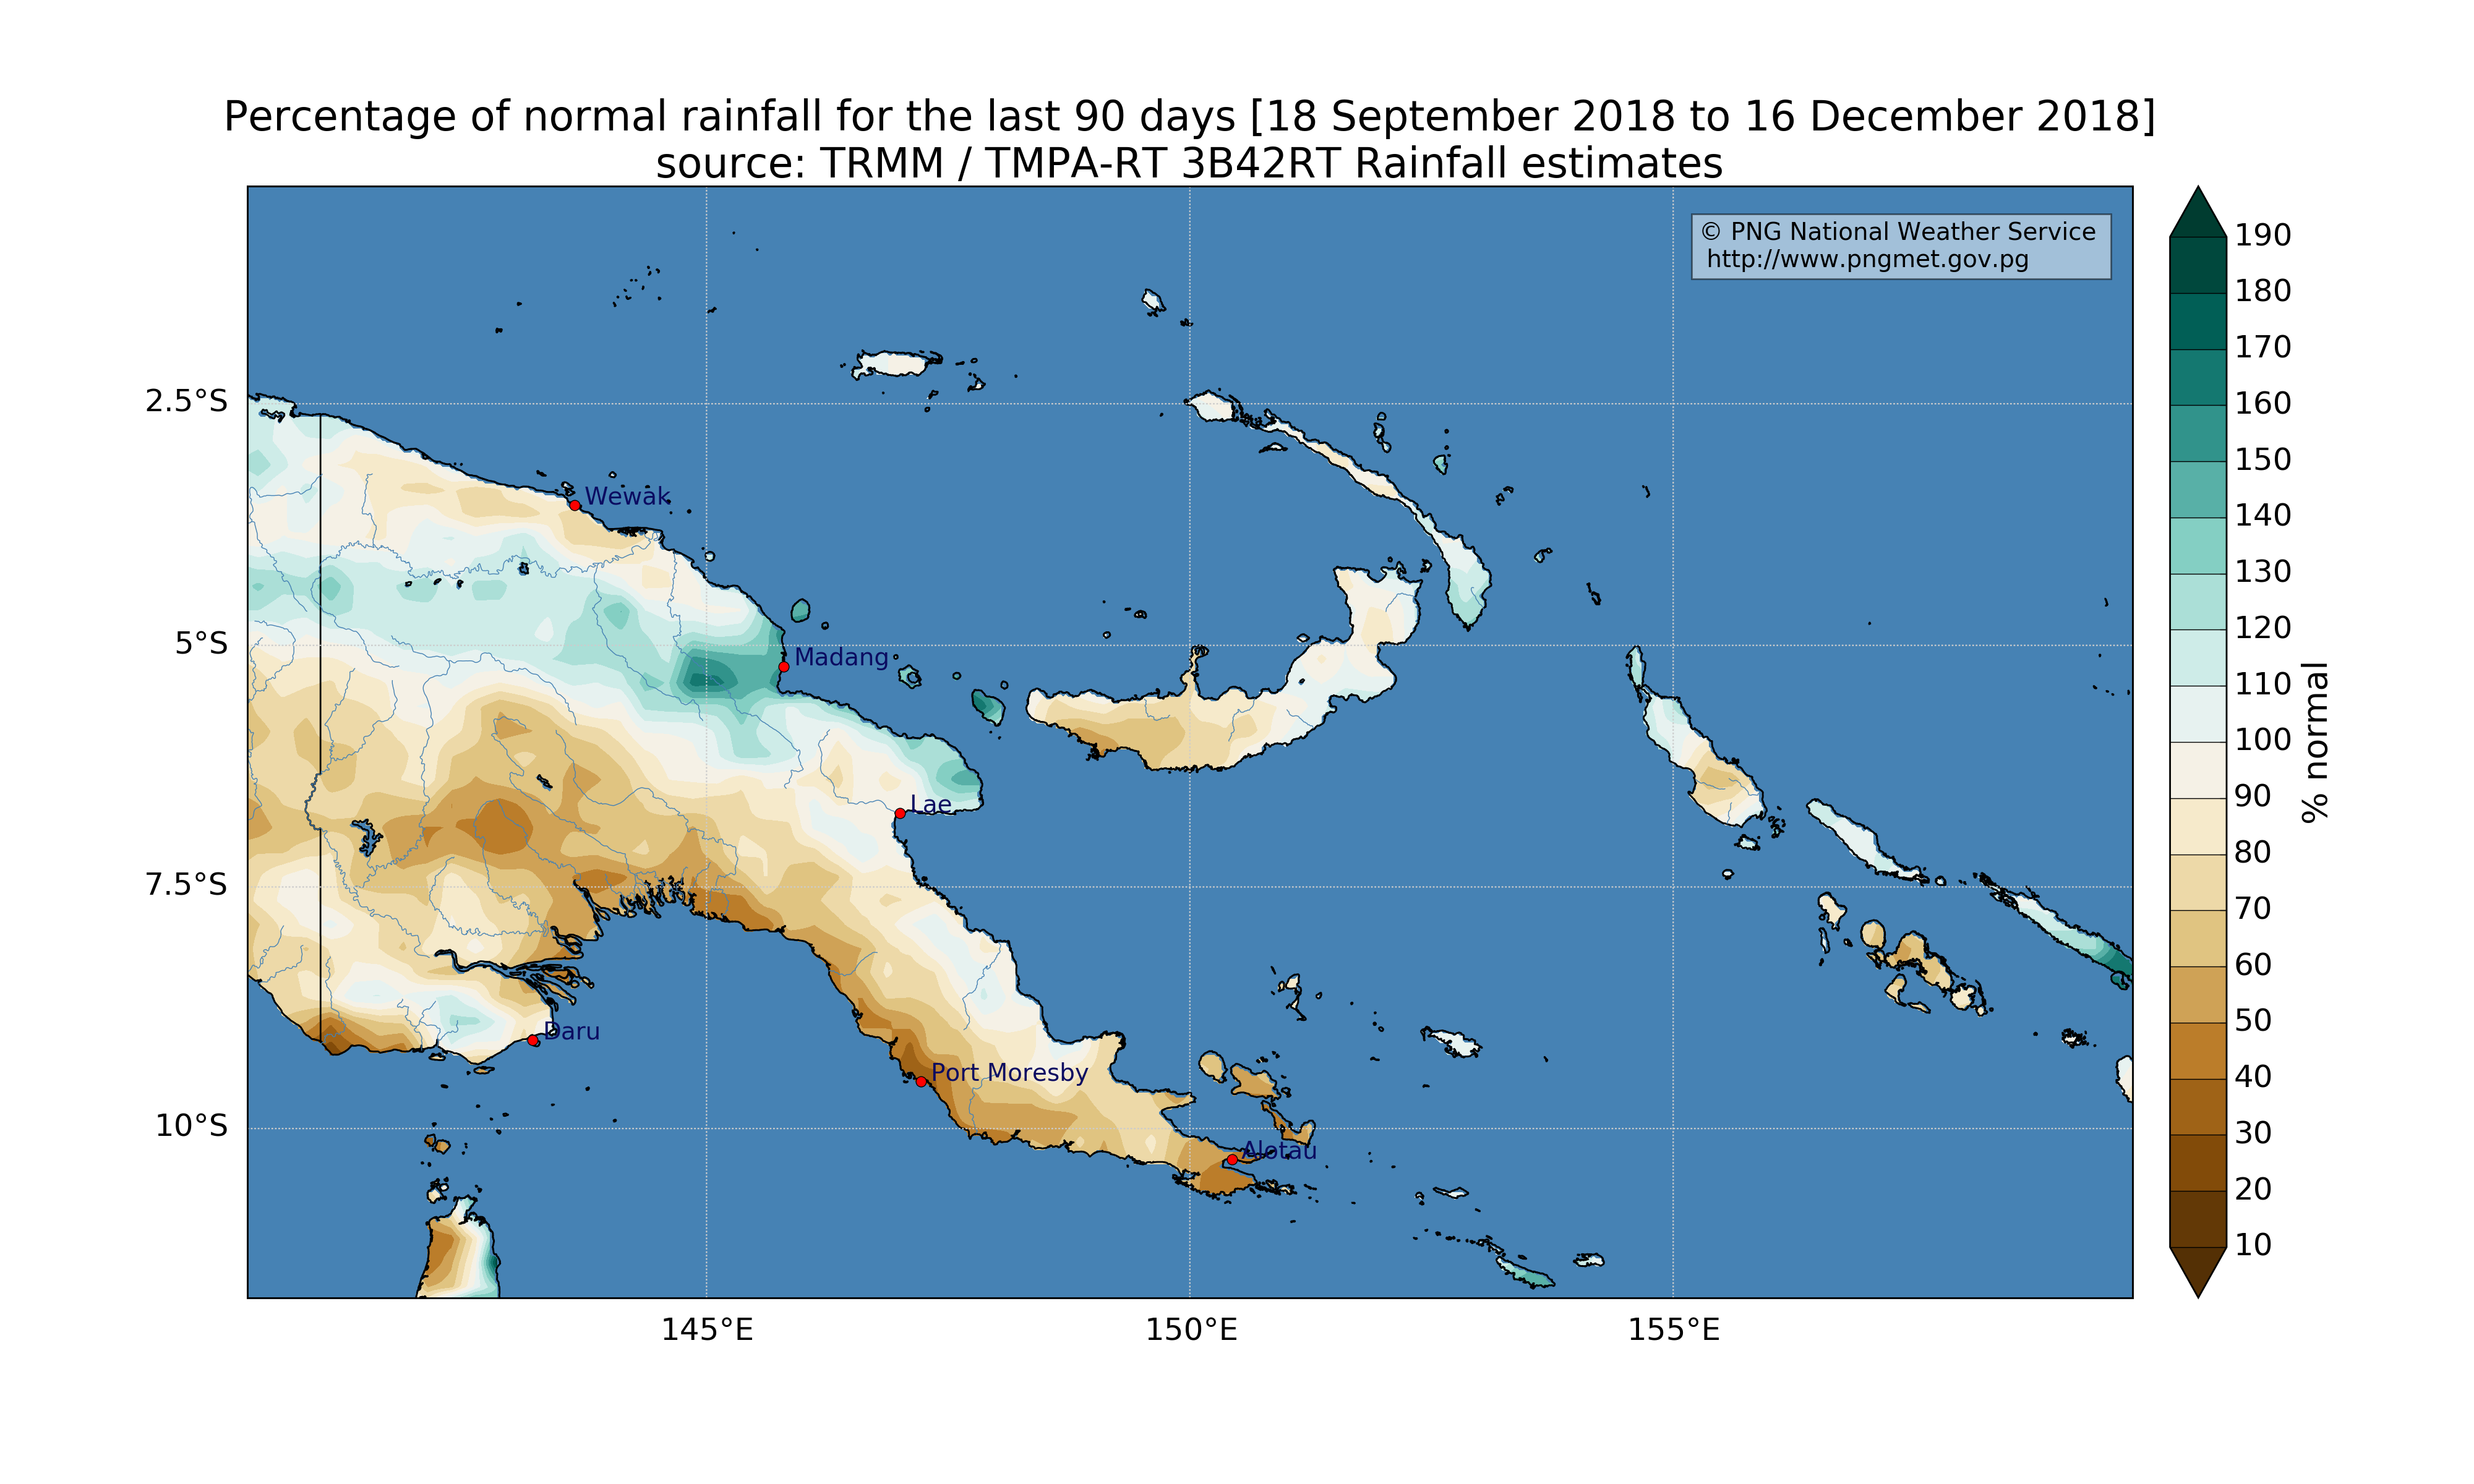 Percentage of normal rainfall for the last 90 days [18 September 2018 to 16 December 2018]
source: TRMM / TMPA-RT 3B42RT Rainfall estimates
© PNG National Weather Service
http://www.pngmet.gov.pg
2.5°S
5°S
7.5°S
10°S
Wewak
Madang
Lae
Daru
Port Moresby
Alotau
145°E
150°E
155°E
190
180
170
160
150
140
130
120
110
100
90
80
70
60
50
40
30
20
10
% normal